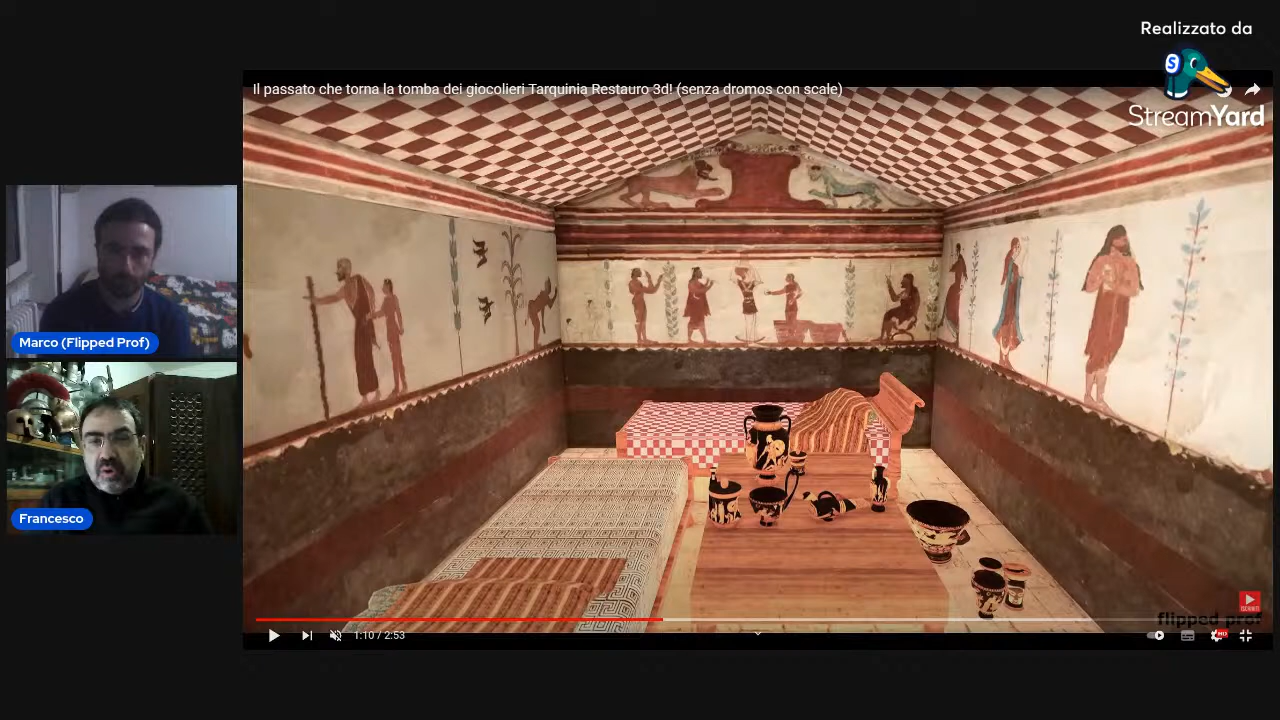 Realizzato da
StreamYard
Il passato che torna la tomba dei giocolieri Tarquinia Restauro 3d! (senza dromos con scale)
Marco (Flipped Prof)
Francesco
flipped prof
1:10 / 2:53